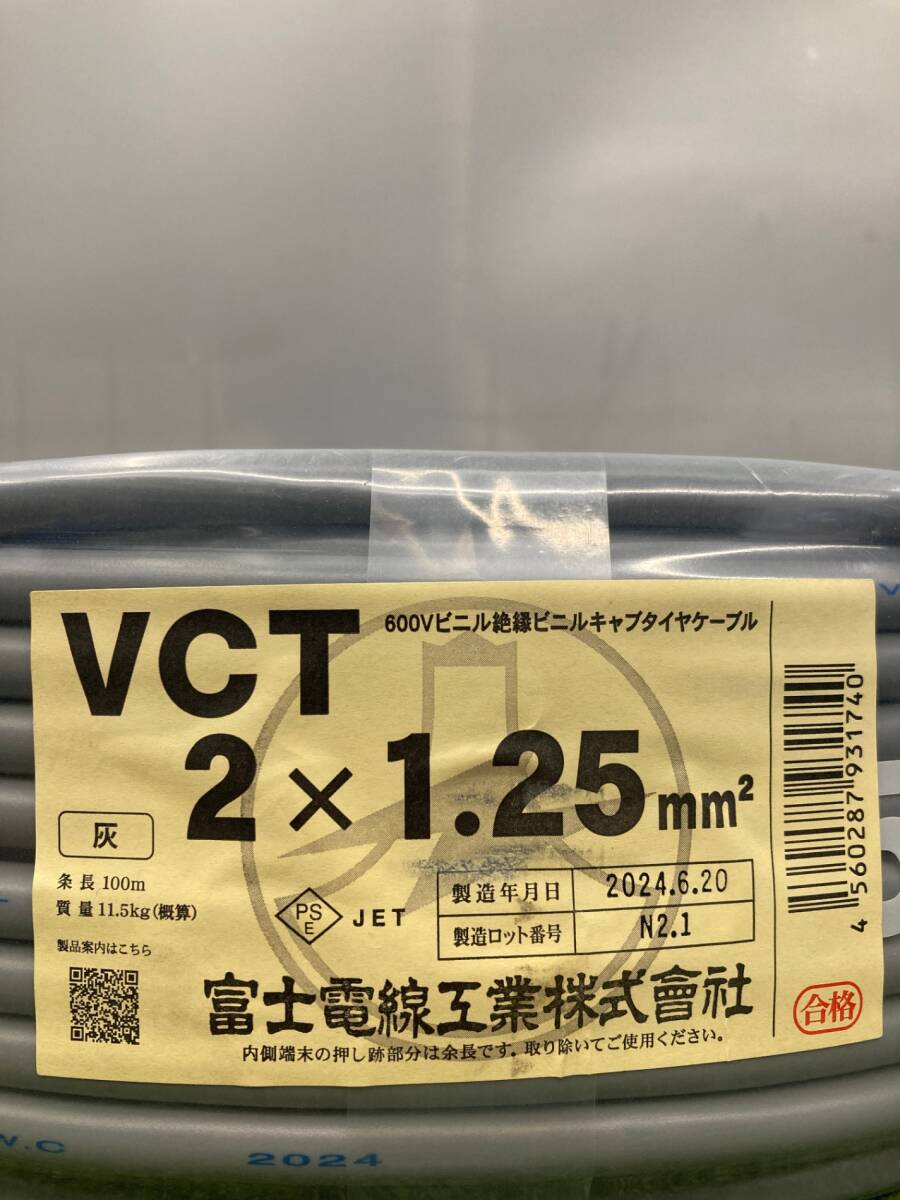 VCT
600Vビニル絶縁ビニルキャブタイヤケーブル
2×1.25mm²
灰
条長 100m
質量 11.5kg(概算)
PS
E
JET
製造年月日 2024.6.20
製造ロット番号 N2.1
製品案内はこちら
富士電線工業株式會社
内側端末の押し跡部分は余長です。取り除いてご使用ください。
4560287931740
合格
W.C 2024